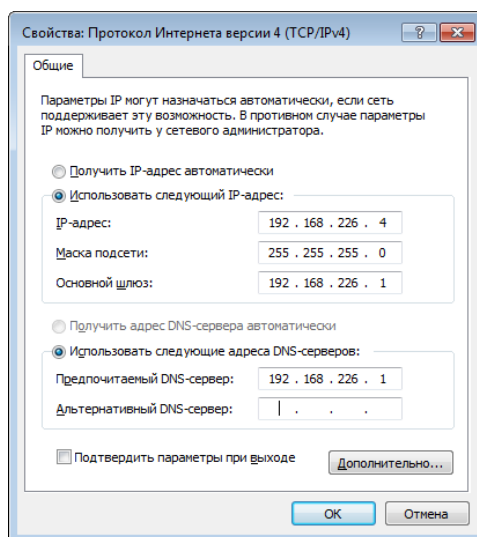 Свойства: Протокол Интернета версии 4 (TCP/IPv4)
Общие
Параметры IP могут назначаться автоматически, если сеть
поддерживает эту возможность. В противном случае параметры
IP можно получить у сетевого администратора.
Получить IP-адрес автоматически
Использовать следующий IP-адрес:
IP-адрес: 192 . 168 . 226 . 4
Маска подсети: 255 . 255 . 255 . 0
Основной шлюз: 192 . 168 . 226 . 1
Получить адрес DNS-сервера автоматически
Использовать следующие адреса DNS-серверов:
Предпочитаемый DNS-сервер: 192 . 168 . 226 . 1
Альтернативный DNS-сервер: . . .
Подтвердить параметры при выходе
Дополнительно...
ОК Отмена